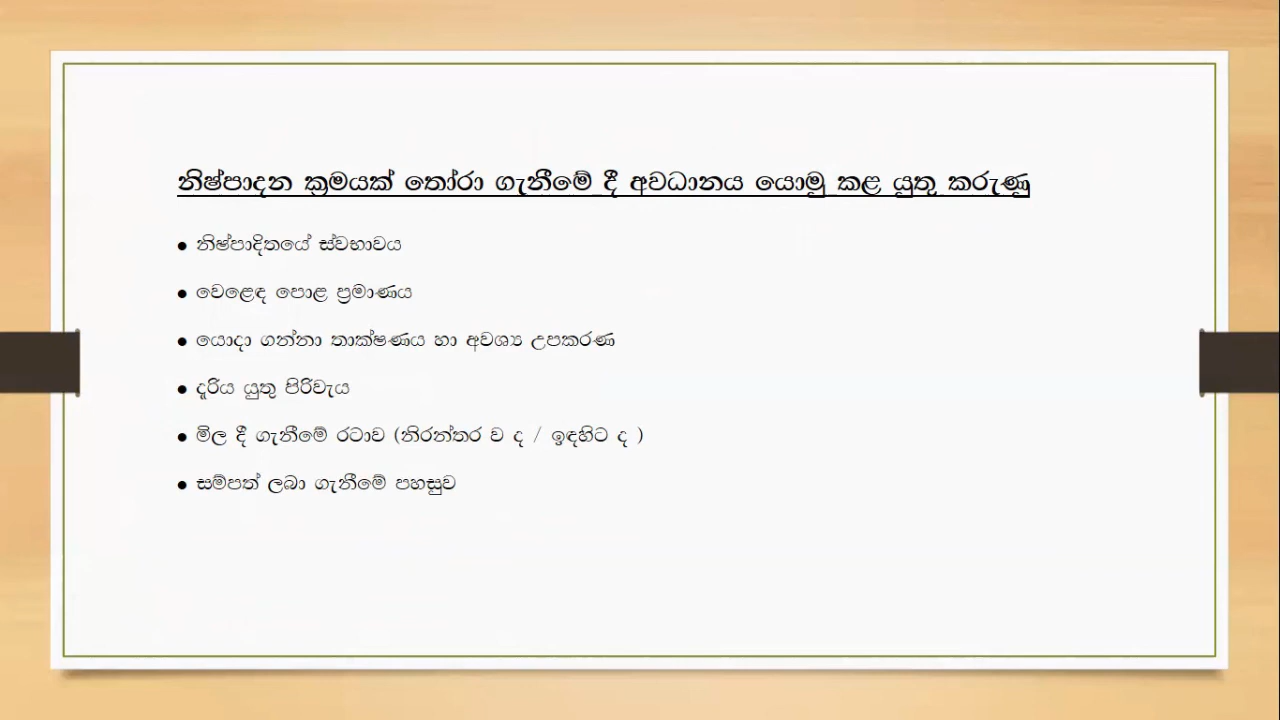 නිෂ්පාදන ක්‍රමයක් තෝරා ගැනීමේ දී අවධානය යොමු කළ යුතු කරුණු
• නිෂ්පාදිතයේ ස්වභාවය
• වෙළෙඳ පොළ ප්‍රමාණය
• යොදා ගන්නා තාක්ෂණය හා අවශ්‍ය උපකරණ
• දැරිය යුතු පිරිවැය
• මිල දී ගැනීමේ රටාව (නිරන්තර ව ද / ඉඳහිට ද )
• සම්පත් ලබා ගැනීමේ පහසුව